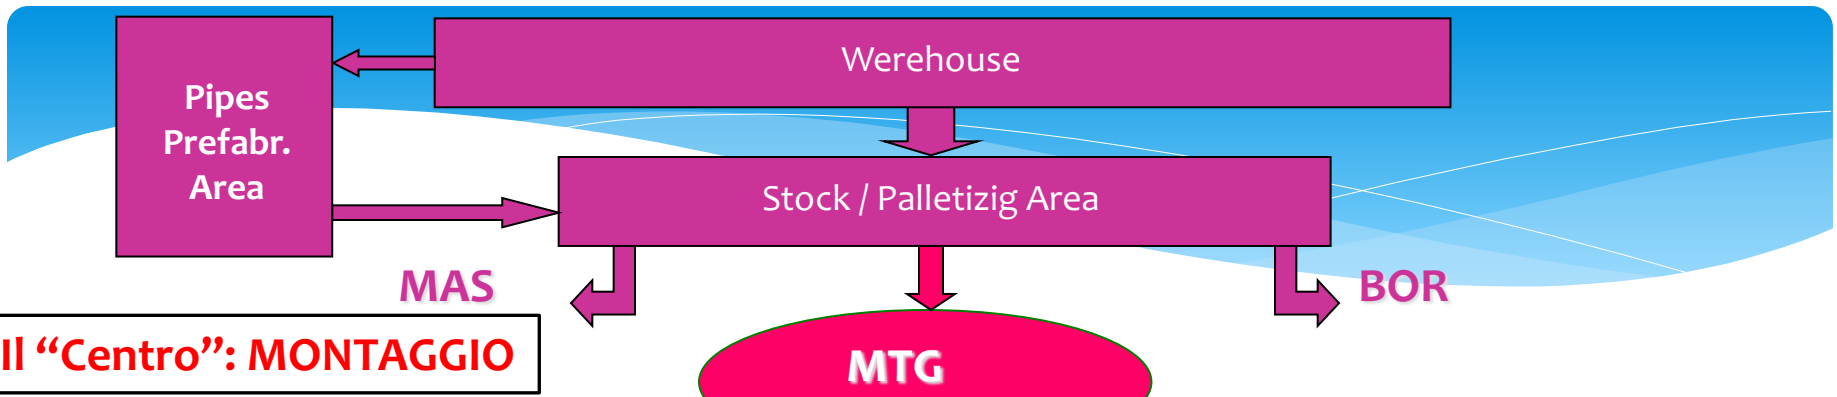 Werehouse
Pipes
Prefabr.
Area
Stock / Palletizig Area
MAS
BOR
Il “Centro”: MONTAGGIO
MTG